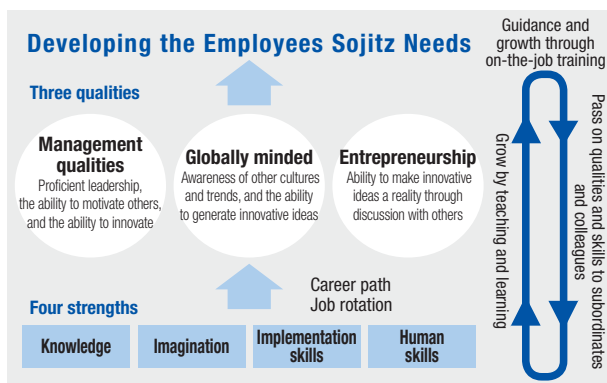 Developing the Employees Sojitz Needs
Three qualities
Management
qualities
Proficient leadership,
the ability to motivate others,
and the ability to innovate
Globally minded
Awareness of other cultures
and trends, and the ability
to generate innovative ideas
Entrepreneurship
Ability to make innovative
ideas a reality through
discussion with others
Career path
Job rotation
Four strengths
Knowledge
Imagination
Implementation
skills
Human
skills
Guidance and
growth through
on-the-job training
Grow by teaching and learning
Pass on qualities and skills to subordinates
and colleagues